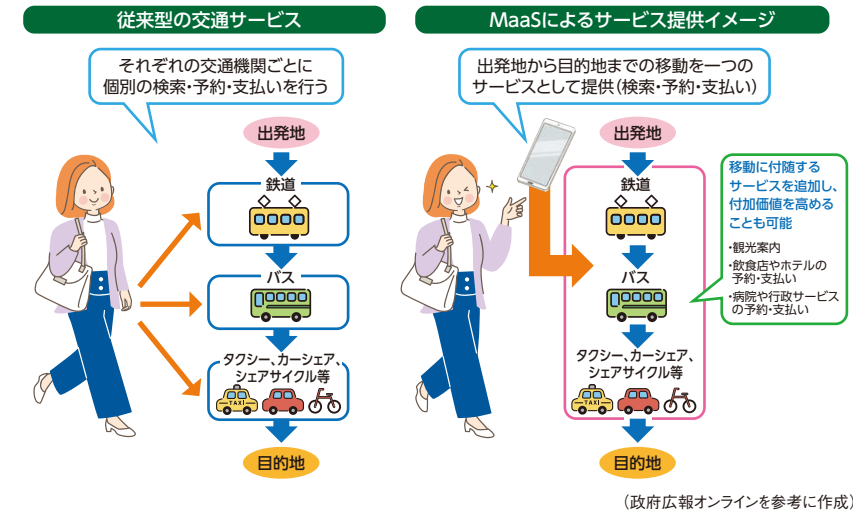 従来型の交通サービス
それぞれの交通機関ごとに
個別の検索・予約・支払いを行う
出発地
鉄道
バス
タクシー、カーシェア、
シェアサイクル等
TAXI
目的地
MaaSによるサービス提供イメージ
出発地から目的地までの移動を一つの
サービスとして提供(検索・予約・支払い)
出発地
鉄道
バス
タクシー、カーシェア、
シェアサイクル等
TAXI
目的地
移動に付随する
サービスを追加し、
付加価値を高める
ことも可能
・観光案内
・飲食店やホテルの
予約・支払い
・病院や行政サービス
の予約・支払い
(政府広報オンラインを参考に作成)